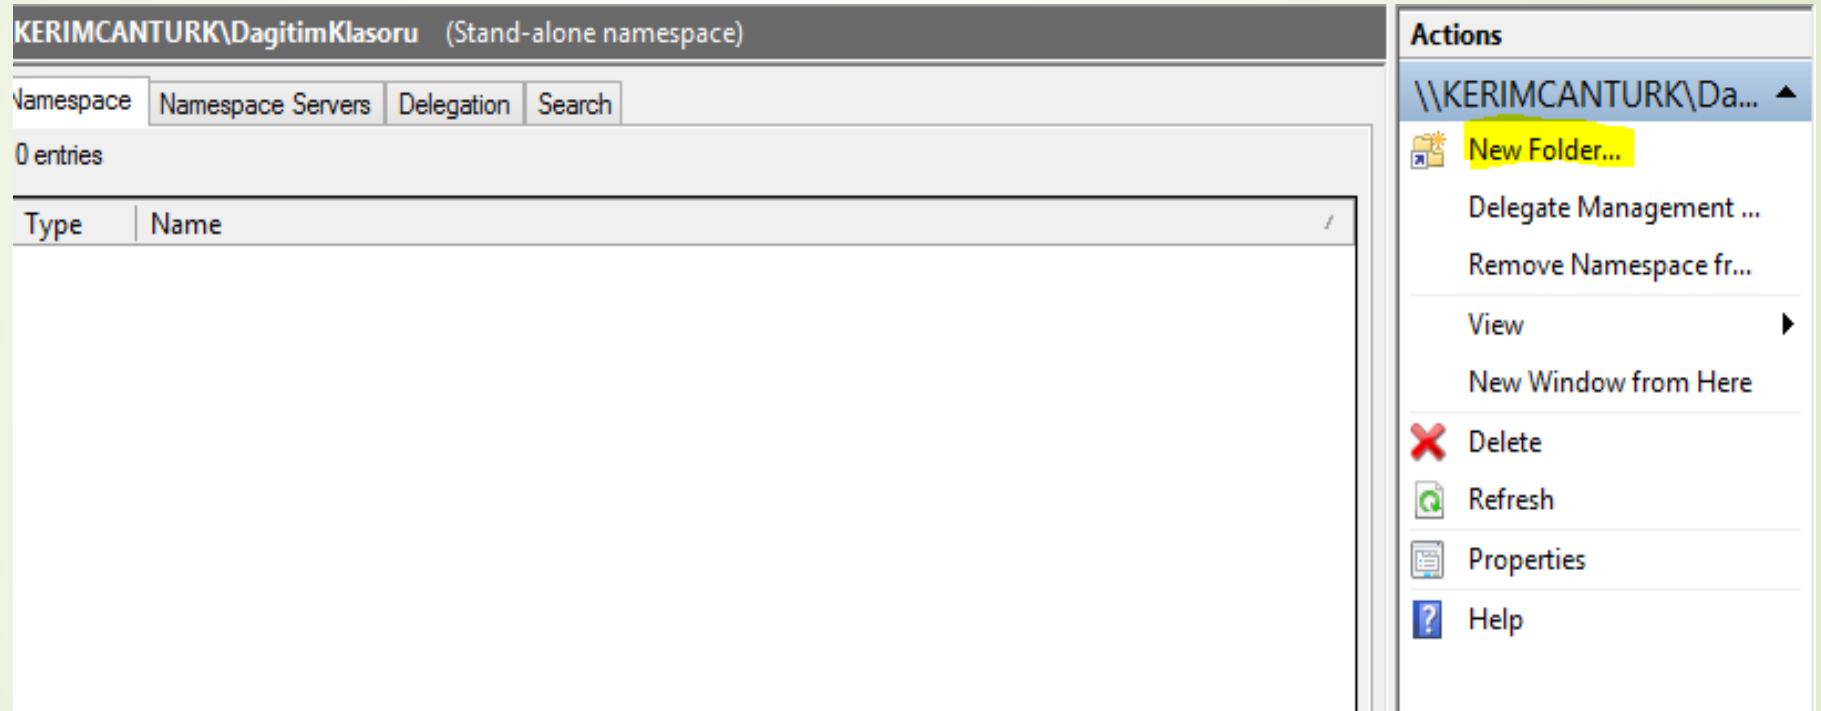 KERIMCANTURK\DagitimKlasoru (Stand-alone namespace)
Namespace Namespace Servers Delegation Search
0 entries
Type Name
Actions
\\KERIMCANTURK\Da...
New Folder...
Delegate Management ...
Remove Namespace fr...
View
New Window from Here
Delete
Refresh
Properties
Help